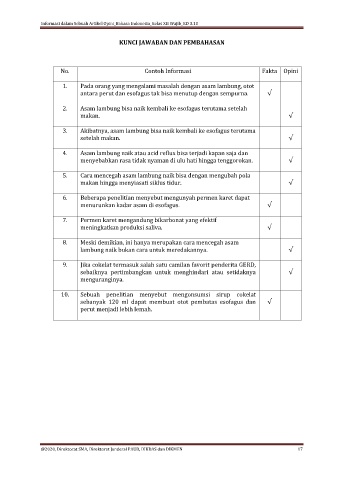 Informasi dalam Sebuah Artikel Opini_Bahasa Indonesia_Kelas XII Wajib_KD 3.10
KUNCI JAWABAN DAN PEMBAHASAN
No. Contoh Informasi Fakta Opini
1. Pada orang yang mengalami masalah dengan asam lambung, otot
antara perut dan esofagus tak bisa menutup dengan sempurna. √
2. Asam lambung bisa naik kembali ke esofagus terutama setelah
makan. √
3. Akibatnya, asam lambung bisa naik kembali ke esofagus terutama
setelah makan. √
4. Asam lambung naik atau acid reflux bisa terjadi kapan saja dan
menyebabkan rasa tidak nyaman di ulu hati hingga tenggorokan. √
5. Cara mencegah asam lambung naik bisa dengan mengubah pola
makan hingga menyiasati siklus tidur. √
6. Beberapa penelitian menyebut mengunyah permen karet dapat
menurunkan kadar asam di esofagus. √
7. Permen karet mengandung bikarbonat yang efektif
meningkatkan produksi saliva. √
8. Meski demikian, ini hanya merupakan cara mencegah asam
lambung naik bukan cara untuk meredakannya. √
9. Jika cokelat termasuk salah satu camilan favorit penderita GERD,
sebaiknya pertimbangkan untuk menghindari atau setidaknya
menguranginya. √
10. Sebuah penelitian menyebut mengonsumsi sirup cokelat
sebanyak 120 ml dapat membuat otot pembatas esofagus dan
perut menjadi lebih lemah. √
@2020, Direktorat SMA, Direktorat Jenderal PAUD, DIKDAS dan DIKMEN 17